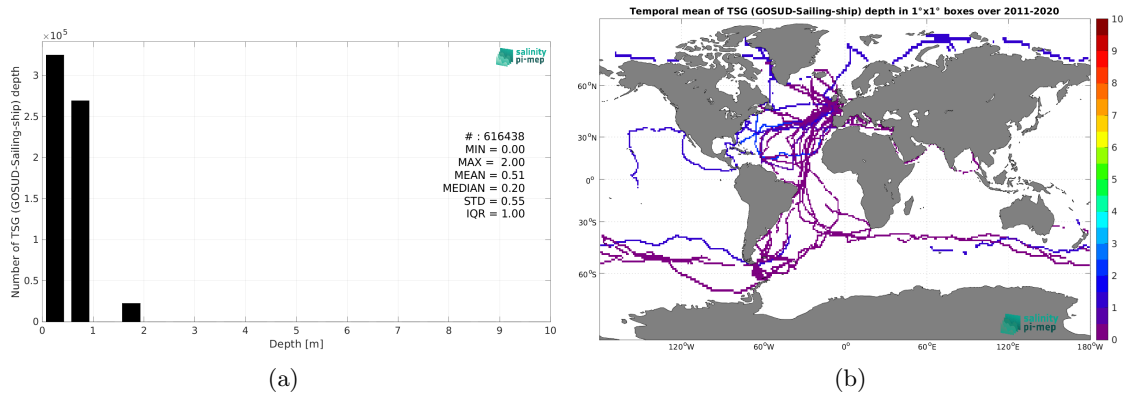 ×10⁵
salinity
pi-mep
3
2.5
2
1.5
1
0.5
0
Number of TSG (GOSUD-Sailing-ship) depth
# : 616438
MIN = 0.00
MAX = 2.00
MEAN = 0.51
MEDIAN = 0.20
STD = 0.55
IQR = 1.00
0 1 2 3 4 5 6 7 8 9 10
Depth [m]
(a)
Temporal mean of TSG (GOSUD-Sailing-ship) depth in 1°x1° boxes over 2011-2020
60°N
30°N
0°
30°S
60°S
120°W 60°W 0° 60°E 120°E 180°W
salinity
pi-mep
10
9
8
7
6
5
4
3
2
1
0
(b)